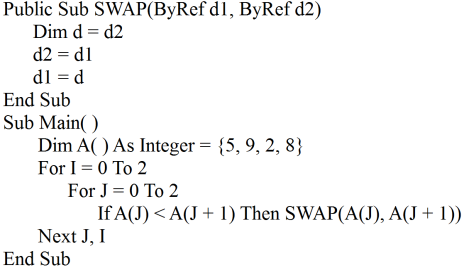 Public Sub SWAP(ByRef d1, ByRef d2)
Dim d = d2
d2 = d1
d1 = d
End Sub
Sub Main( )
Dim A( ) As Integer = {5, 9, 2, 8}
For I = 0 To 2
For J = 0 To 2
If A(J) < A(J + 1) Then SWAP(A(J), A(J + 1))
Next J, I
End Sub